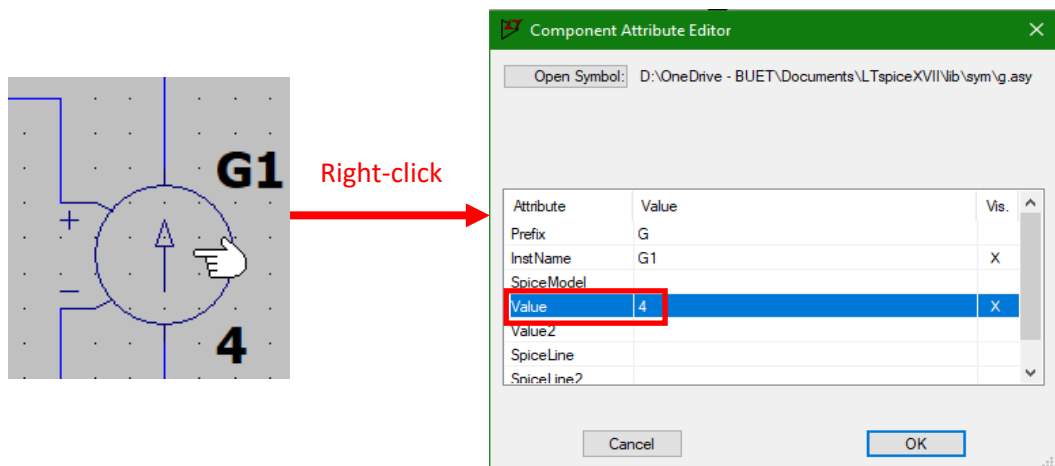 G1
+
−
4
Right-click
Component Attribute Editor
Open Symbol: D:\OneDrive - BUET\Documents\LTspiceXVII\lib\sym\g.asy
Attribute Value Vis.
Prefix G
InstName G1 X
SpiceModel
Value 4 X
Value2
SpiceLine
SpiceLine2
Cancel OK